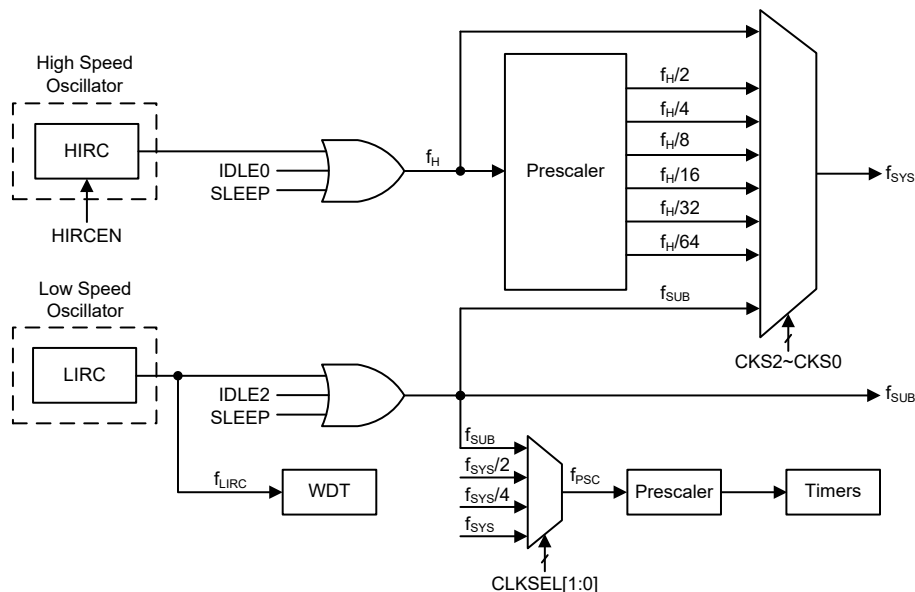 High Speed
Oscillator
HIRC
HIRCEN
IDLE0
SLEEP
fH
Prescaler
fH/2
fH/4
fH/8
fH/16
fH/32
fH/64
fSUB
CKS2~CKS0
fSYS
Low Speed
Oscillator
LIRC
IDLE2
SLEEP
fSUB
fLIRC
WDT
fSUB
fSYS/2
fSYS/4
fSYS
CLKSEL[1:0]
fPSC
Prescaler
Timers